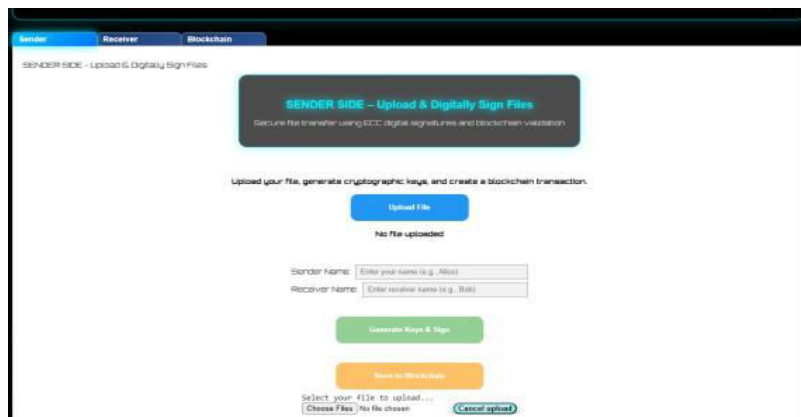 Sender Receiver Blockchain
SENDER SIDE - Upload & Digitally Sign Files
SENDER SIDE – Upload & Digitally Sign Files
Secure file transfer using ECC digital signatures and blockchain validation
Upload your file, generate cryptographic keys, and create a blockchain transaction.
Upload File
No file uploaded
Sender Name: Enter your name (e.g., Alice)
Receiver Name: Enter receiver name (e.g., Bob)
Generate Keys & Sign
Save to Blockchain
Select your file to upload...
Choose Files No file chosen Cancel upload